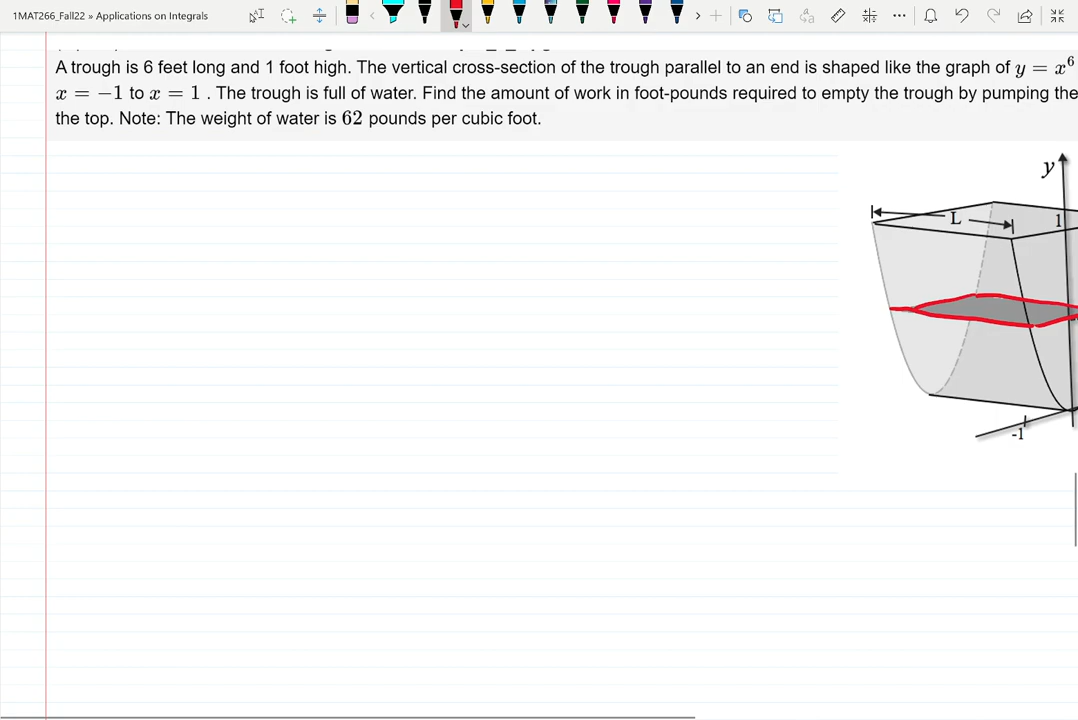 1MAT266_Fall22 » Applications on Integrals
A trough is 6 feet long and 1 foot high. The vertical cross-section of the trough parallel to an end is shaped like the graph of y = x⁶
x = −1 to x = 1 . The trough is full of water. Find the amount of work in foot-pounds required to empty the trough by pumping the
the top. Note: The weight of water is 62 pounds per cubic foot.
y
L
1
-1